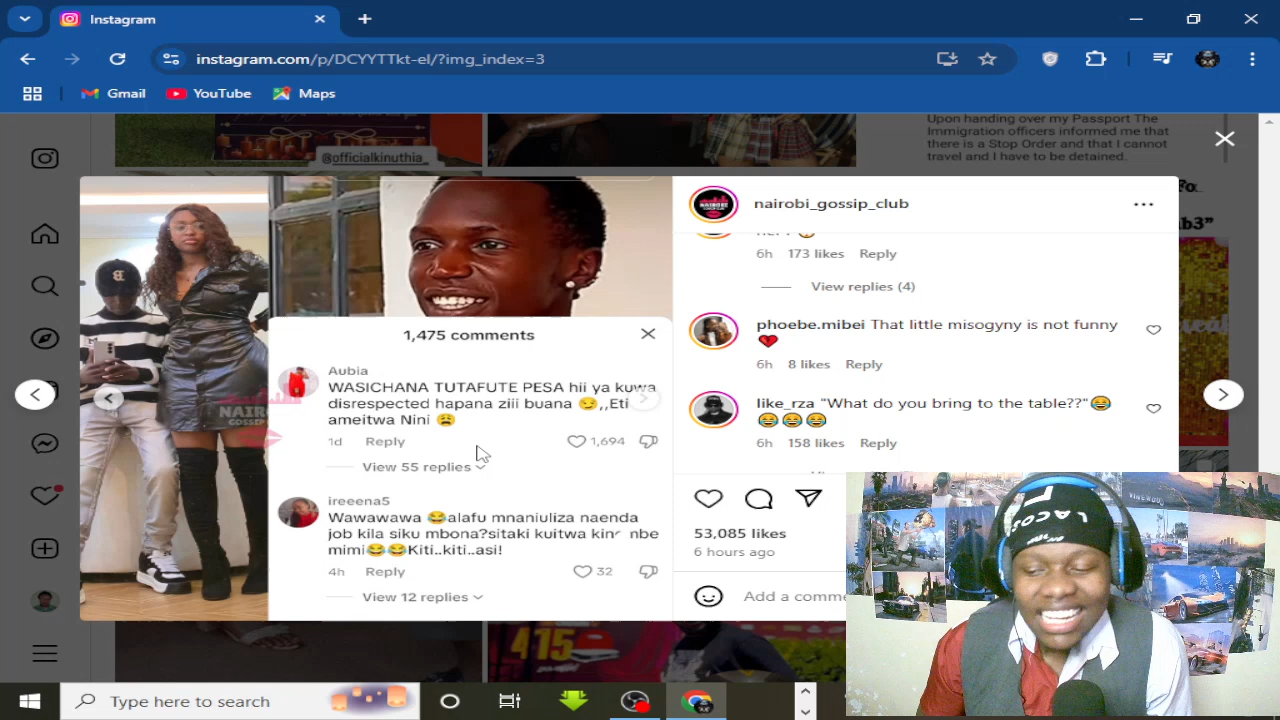 Instagram
instagram.com/p/DCYYTTkt-el/?img_index=3
Gmail
YouTube
Maps
@officialkinuthia_
Upon handing over my Passport The
Immigration officers informed me that
there is a Stop Order and that I cannot
travel and I have to be detained.
nairobi_gossip_club
6h 173 likes Reply
View replies (4)
phoebe.mibei That little misogyny is not funny
6h 8 likes Reply
like_rza "What do you bring to the table??"😂
😂😂😂
6h 158 likes Reply
53,085 likes
6 hours ago
Add a comme
1,475 comments
Aubia
WASICHANA TUTAFUTE PESA hii ya kuwa
disrespected hapana ziii buana 😏,,Eti
ameitwa Nini 😩
1d Reply 1,694
View 55 replies
ireeena5
Wawawawa 😂alafu mnaniuliza naenda
job kila siku mbona?sitaki kuitwa nbe
mimi😂😂Kiti..kiti..asi!
4h Reply 32
View 12 replies
B
415
LACOS
VINEWOOD
Type here to search